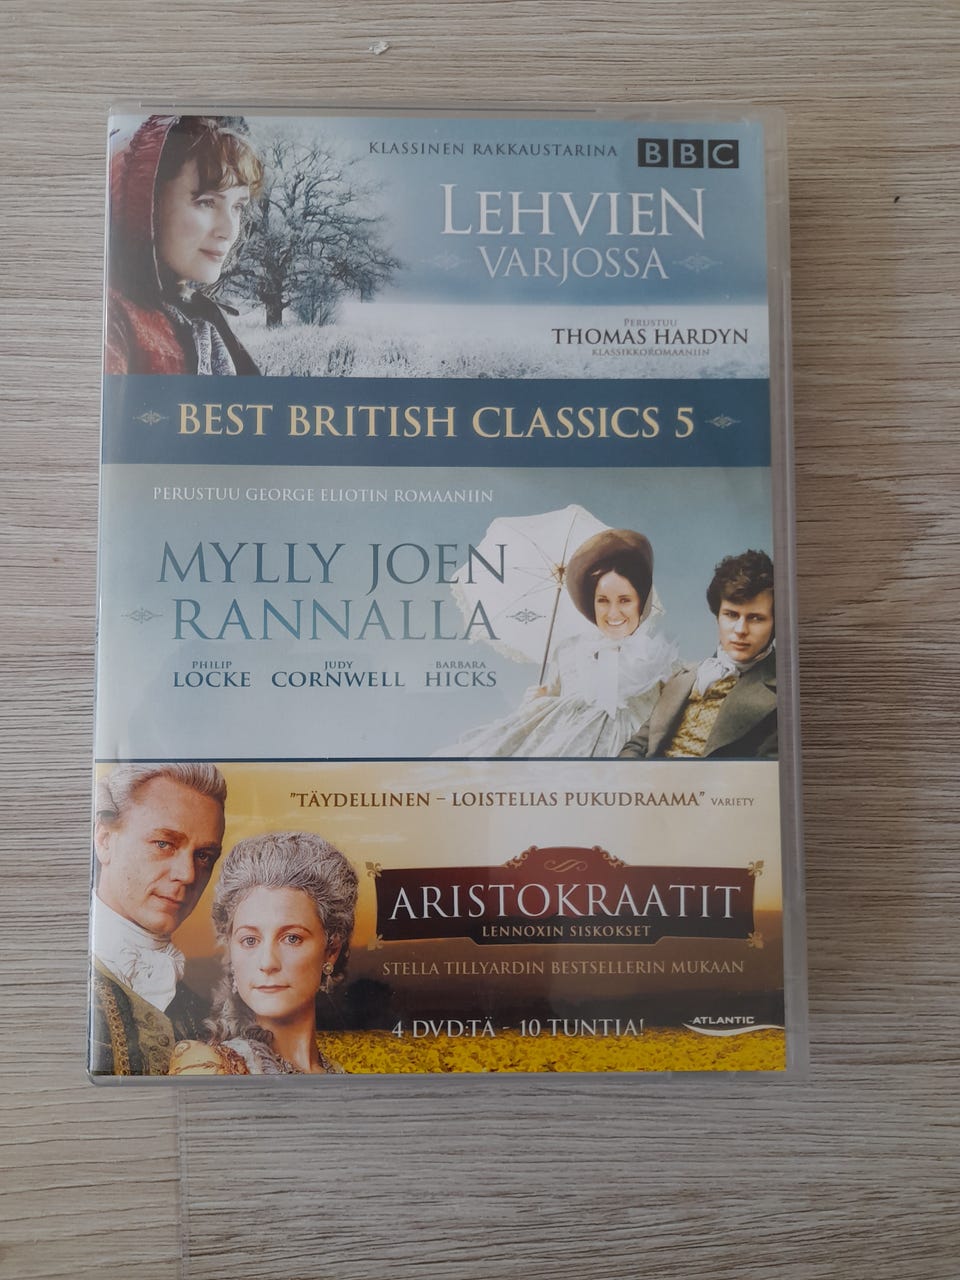 KLASSINEN RAKKAUSTARINA BBC
LEHVIEN
VARJOSSA
PERUSTUU
THOMAS HARDYN
KLASSIKKOROMAANIIN
BEST BRITISH CLASSICS 5
PERUSTUU GEORGE ELIOTIN ROMAANIIN
MYLLY JOEN
RANNALLA
PHILIP LOCKE JUDY CORNWELL BARBARA HICKS
"TÄYDELLINEN – LOISTELIAS PUKUDRAAMA" VARIETY
ARISTOKRAATIT
LENNOXIN SISKOKSET
STELLA TILLYARDIN BESTSELLERIN MUKAAN
4 DVD:TÄ - 10 TUNTIA! ATLANTIC